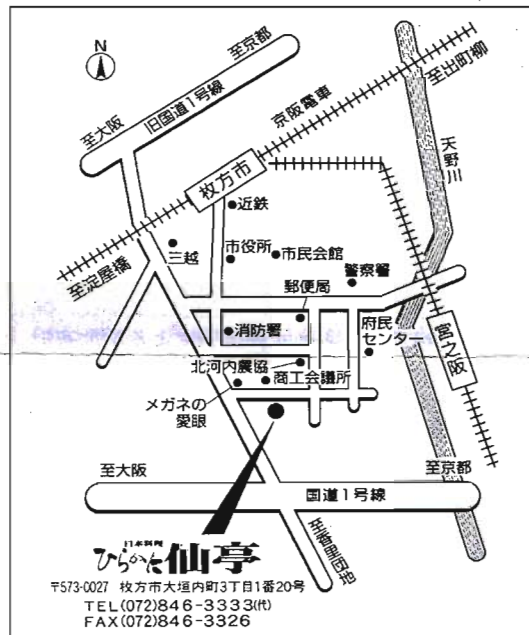 N
至京都
至大阪
旧国道1号線
京阪電車
至出町柳
天野川
枚方市
近鉄
三越
市役所
市民会館
至淀屋橋
警察署
郵便局
消防署
府民
センター
宮之阪
北河内農協
商工会議所
メガネの
愛眼
至大阪
至京都
国道1号線
至香里団地
日本料理
ひらかた仙亭
〒573-0027 枚方市大垣内町3丁目1番20号
TEL(072)846-3333㈹
FAX(072)846-3326